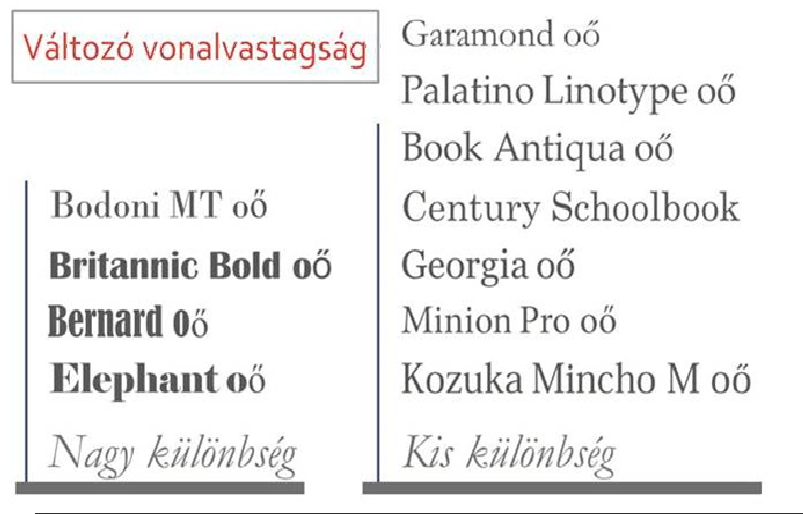 Változó vonalvastagság
Bodoni MT oő
Britannic Bold oő
Bernard oő
Elephant oő
Nagy különbség
Garamond oő
Palatino Linotype oő
Book Antiqua oő
Century Schoolbook
Georgia oő
Minion Pro oő
Kozuka Mincho M oő
Kis különbség